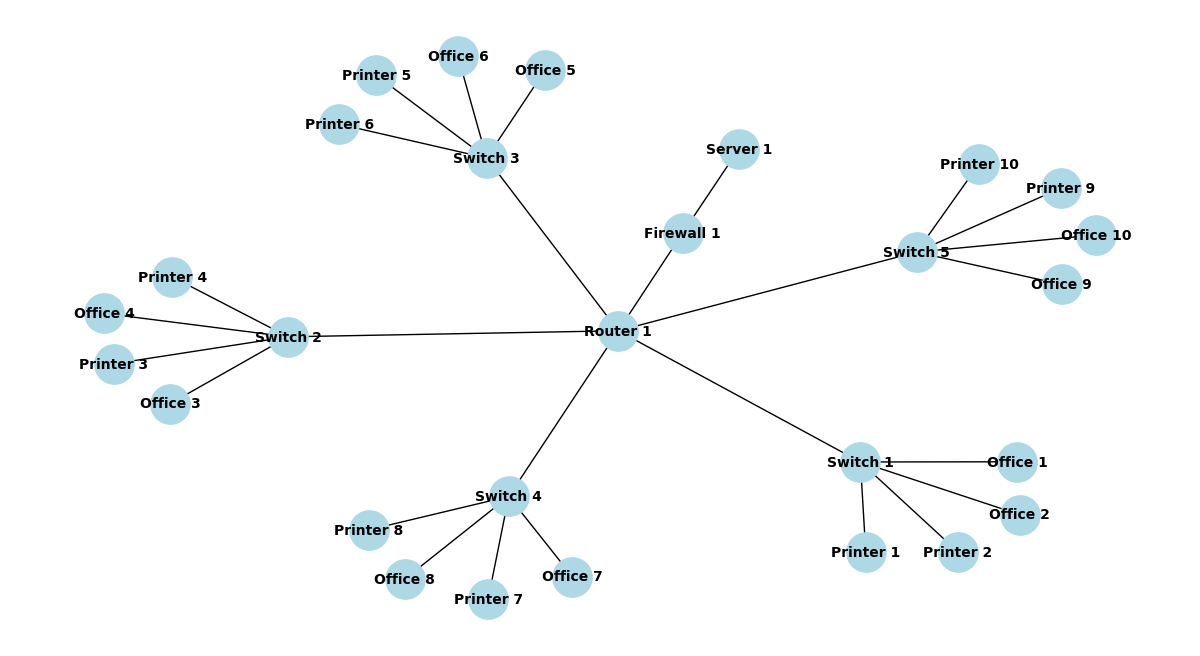 Office 6
Office 5
Printer 5
Printer 6
Switch 3
Server 1
Printer 10
Printer 9
Firewall 1
Office 10
Switch 5
Printer 4
Office 9
Office 4
Router 1
Switch 2
Printer 3
Office 3
Switch 1
Office 1
Switch 4
Office 2
Printer 8
Printer 1
Printer 2
Office 8
Office 7
Printer 7